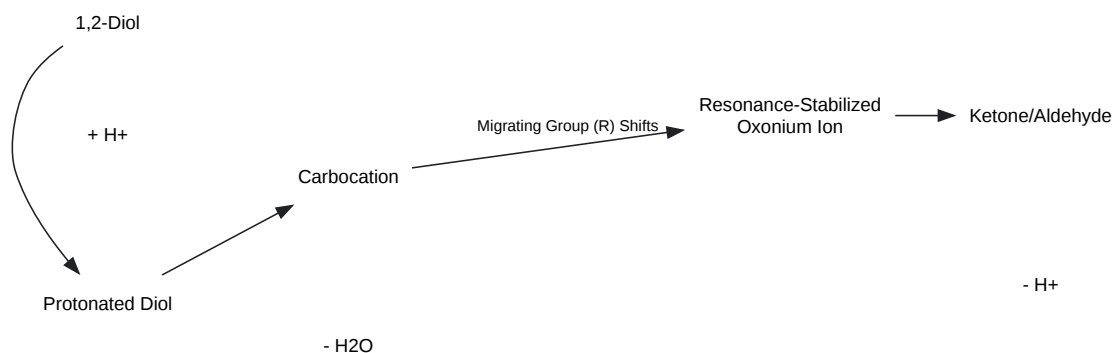 1,2-Diol
+ H+
Protonated Diol
- H2O
Carbocation
Migrating Group (R) Shifts
Resonance-Stabilized
Oxonium Ion
Ketone/Aldehyde
- H+